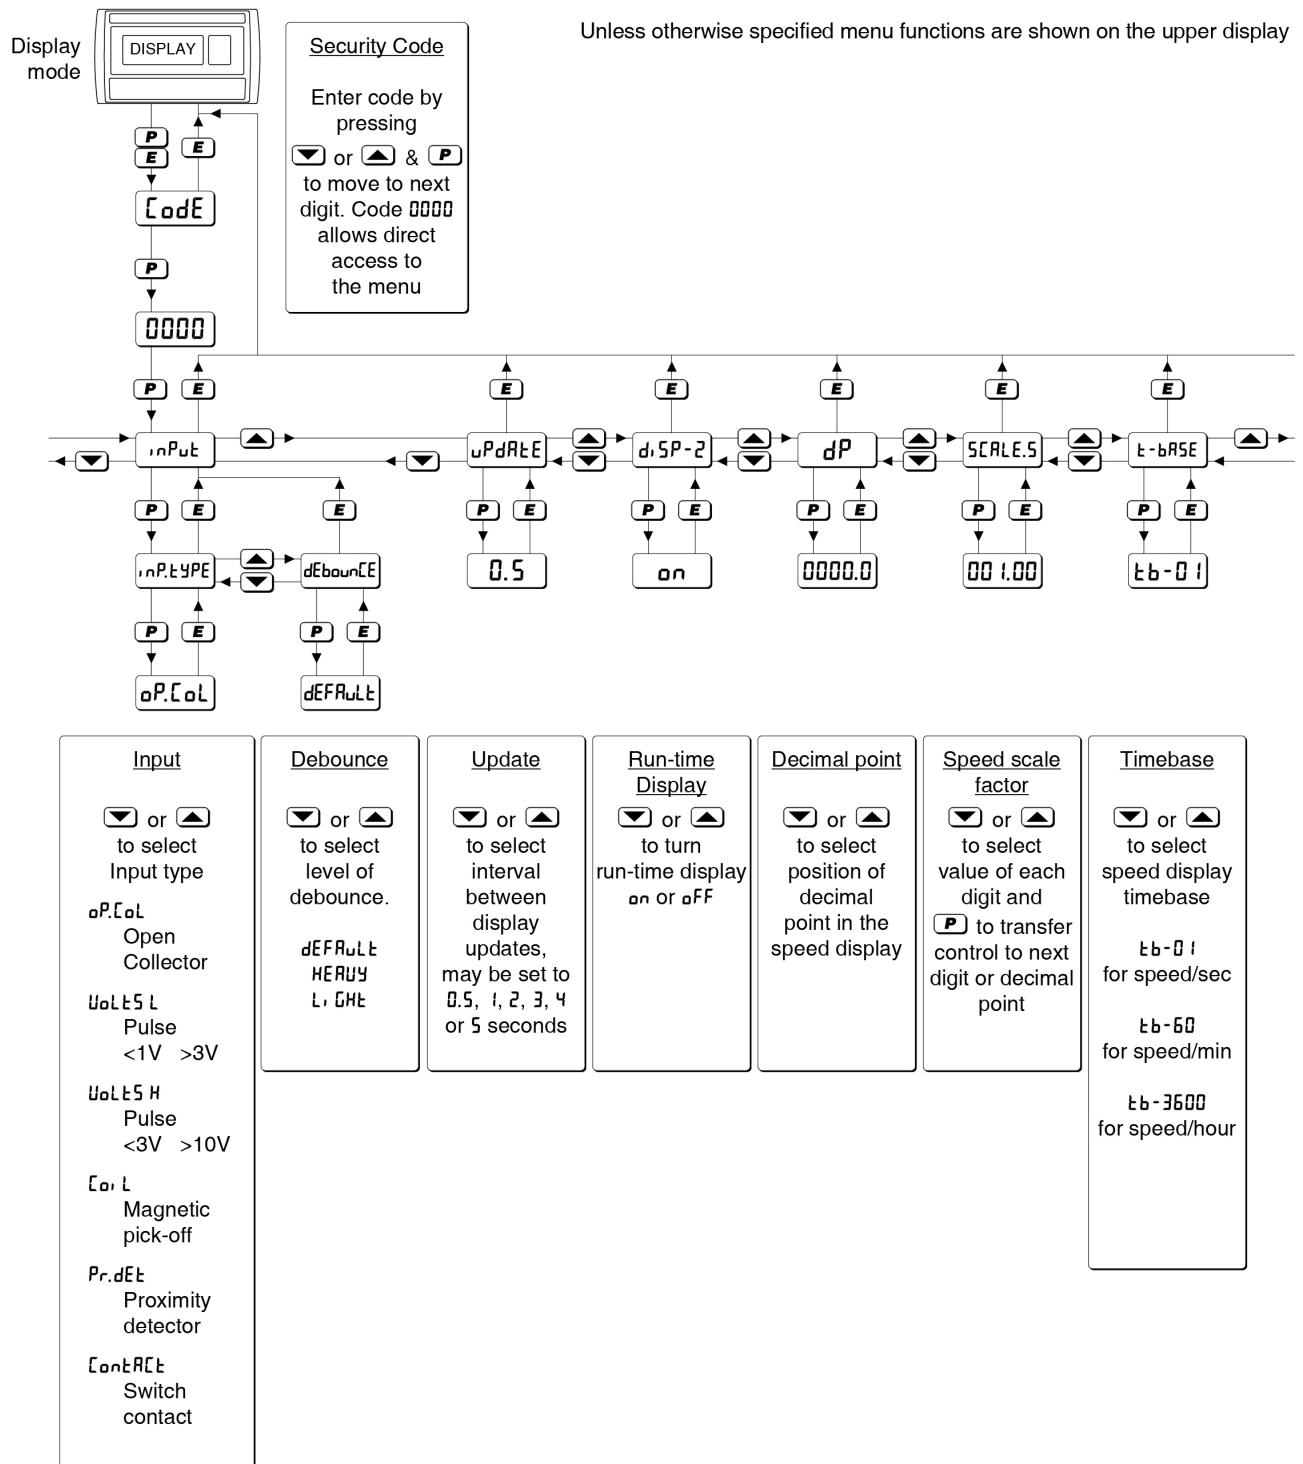 Display
mode
DISPLAY
Unless otherwise specified menu functions are shown on the upper display
Security Code
Enter code by
pressing
or & P
to move to next
digit. Code 0000
allows direct
access to
the menu
P
E
E
CodE
P
0000
P E E E E E E
inPut uPdAtE diSP-2 dP SCALE.S t-bASE
P E E P E P E P E P E P E
inP.tYPE dEbounCE 0.5 on 0000.0 001.00 tb-01
P E P E
oP.CoL dEFAuLt
Input
or
to select
Input type
oP.CoL
Open
Collector
VoLtS L
Pulse
<1V >3V
VoLtS H
Pulse
<3V >10V
CoiL
Magnetic
pick-off
Pr.dEt
Proximity
detector
ContACt
Switch
contact
Debounce
or
to select
level of
debounce.
dEFAuLt
HEAVY
LiGHt
Update
or
to select
interval
between
display
updates,
may be set to
0.5, 1, 2, 3, 4
or 5 seconds
Run-time
Display
or
to turn
run-time display
on or oFF
Decimal point
or
to select
position of
decimal
point in the
speed display
Speed scale
factor
or
to select
value of each
digit and
P to transfer
control to next
digit or decimal
point
Timebase
or
to select
speed display
timebase
tb-01
for speed/sec
tb-60
for speed/min
tb-3600
for speed/hour